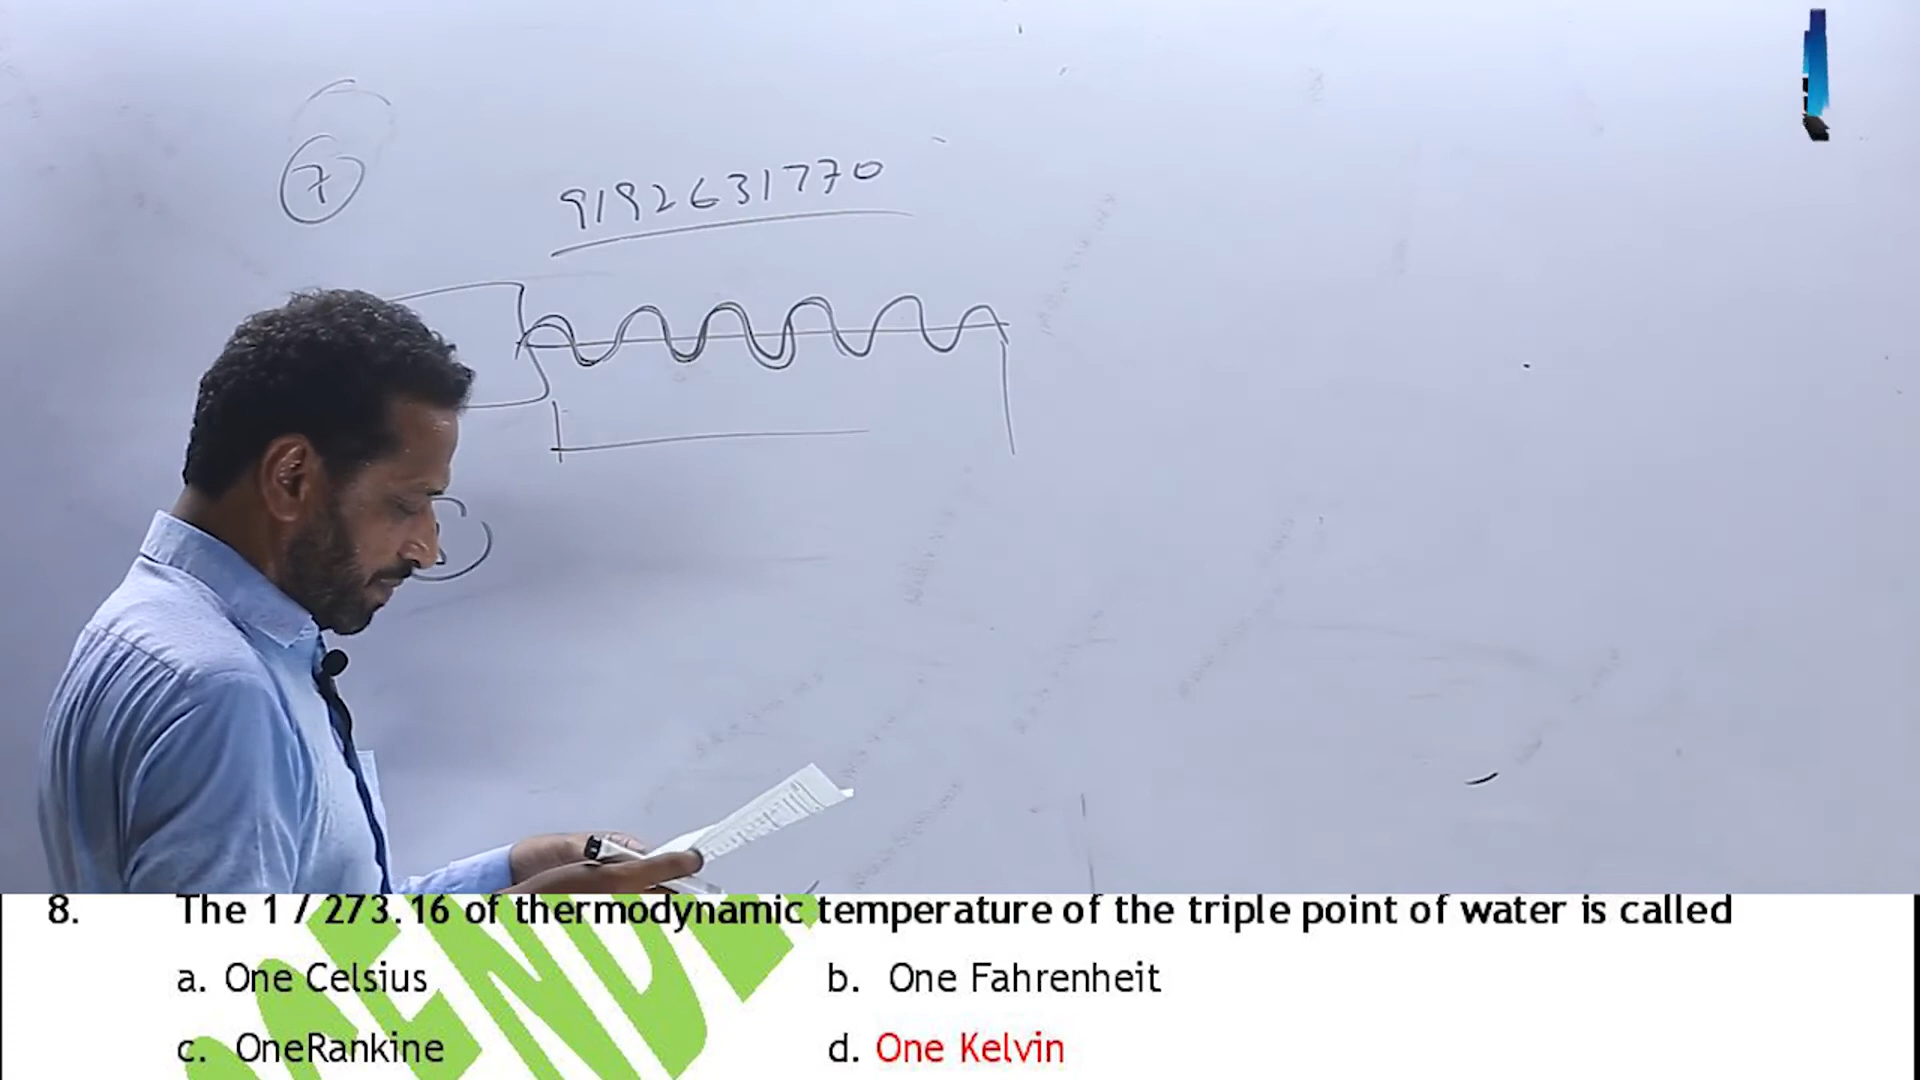 7
9192631770
8. The 1 / 273.16 of thermodynamic temperature of the triple point of water is called
a. One Celsius b. One Fahrenheit
c. OneRankine d. One Kelvin